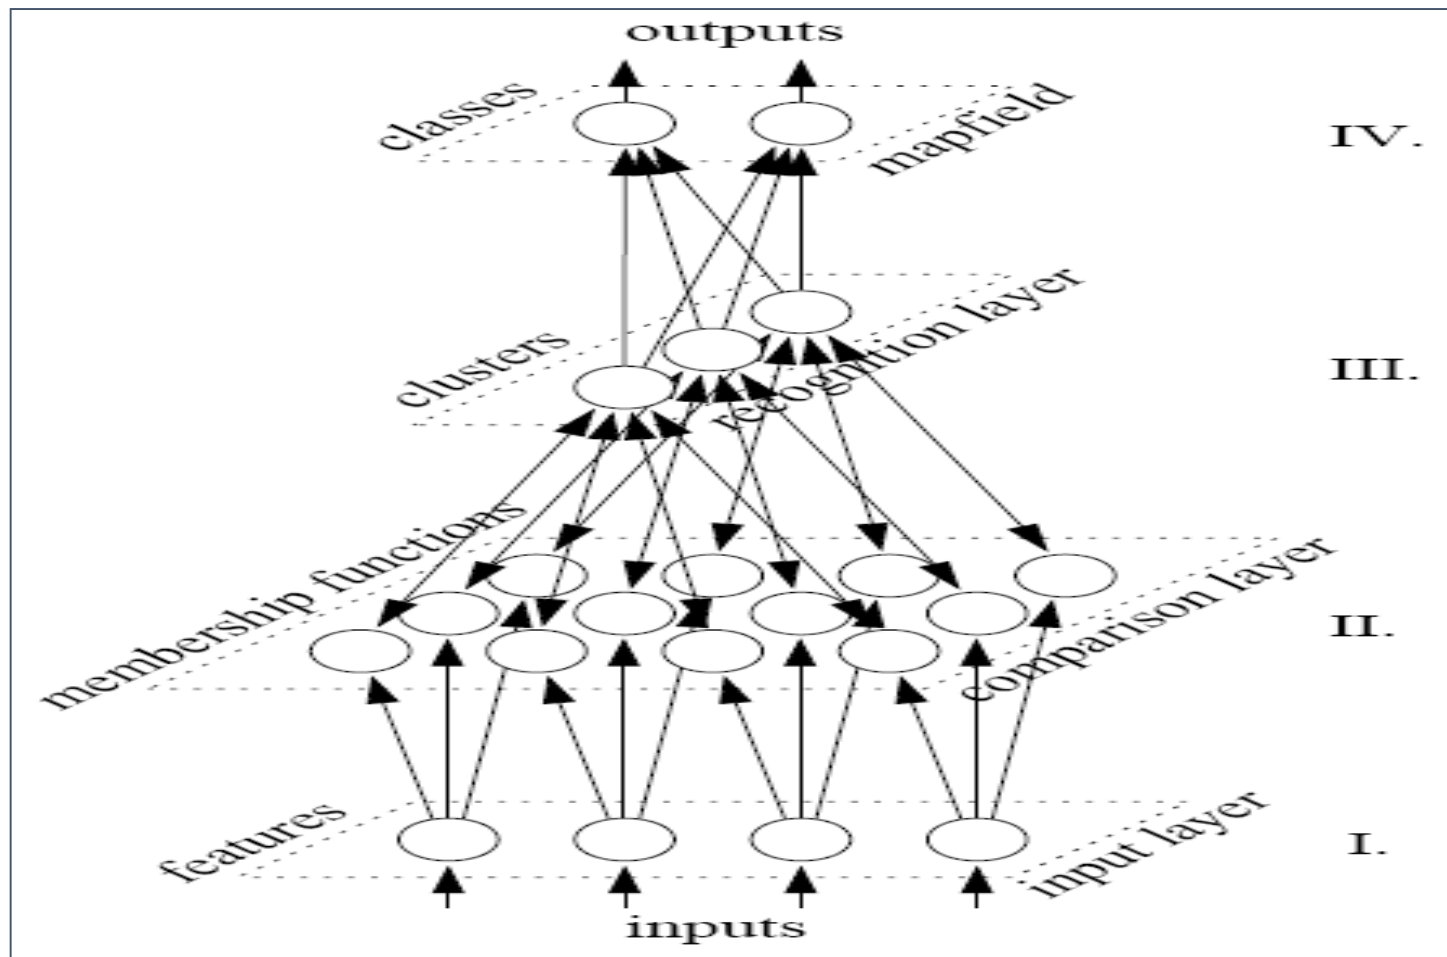 outputs
classes
mapfield
IV.
clusters
recognition layer
III.
membership functions
comparison layer
II.
features
input layer
I.
inputs